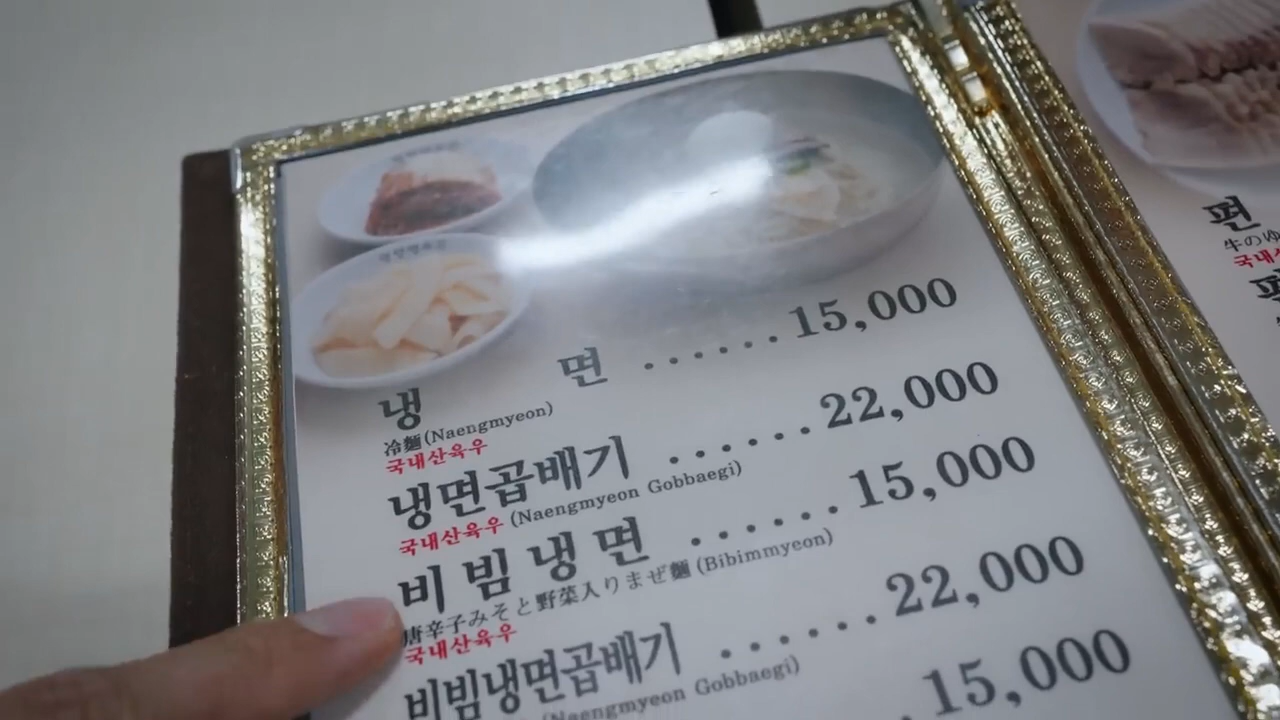 냉 면 ...... 15,000
冷麵(Naengmyeon)
국내산육우
냉면곱배기 ...... 22,000
국내산육우 (Naengmyeon Gobbaegi)
비 빔 냉 면 ...... 15,000
唐辛子みそと野菜入りまぜ麵(Bibimmyeon)
국내산육우
비빔냉면곱배기 ...... 22,000
(Naengmyeon Gobbaegi)
15,000
편
牛のゆ
국내